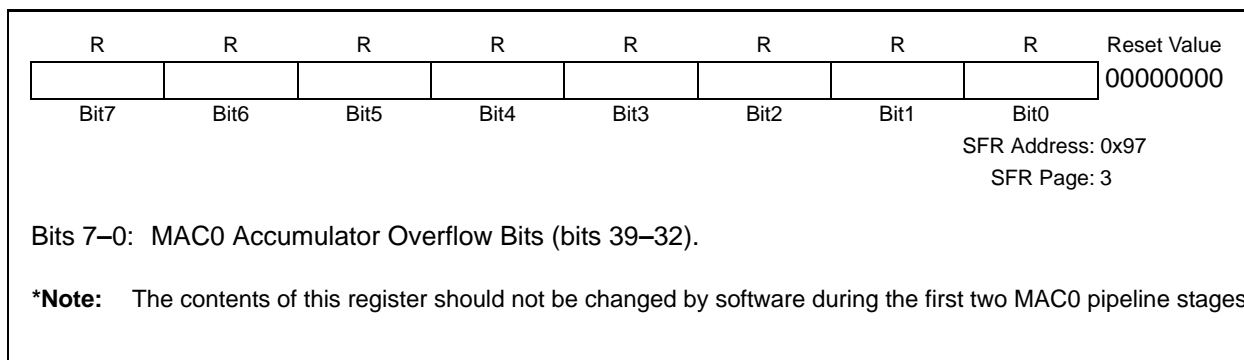 R R R R R R R R Reset Value
00000000
Bit7 Bit6 Bit5 Bit4 Bit3 Bit2 Bit1 Bit0
SFR Address: 0x97
SFR Page: 3
Bits 7–0: MAC0 Accumulator Overflow Bits (bits 39–32).
*Note: The contents of this register should not be changed by software during the first two MAC0 pipeline stages